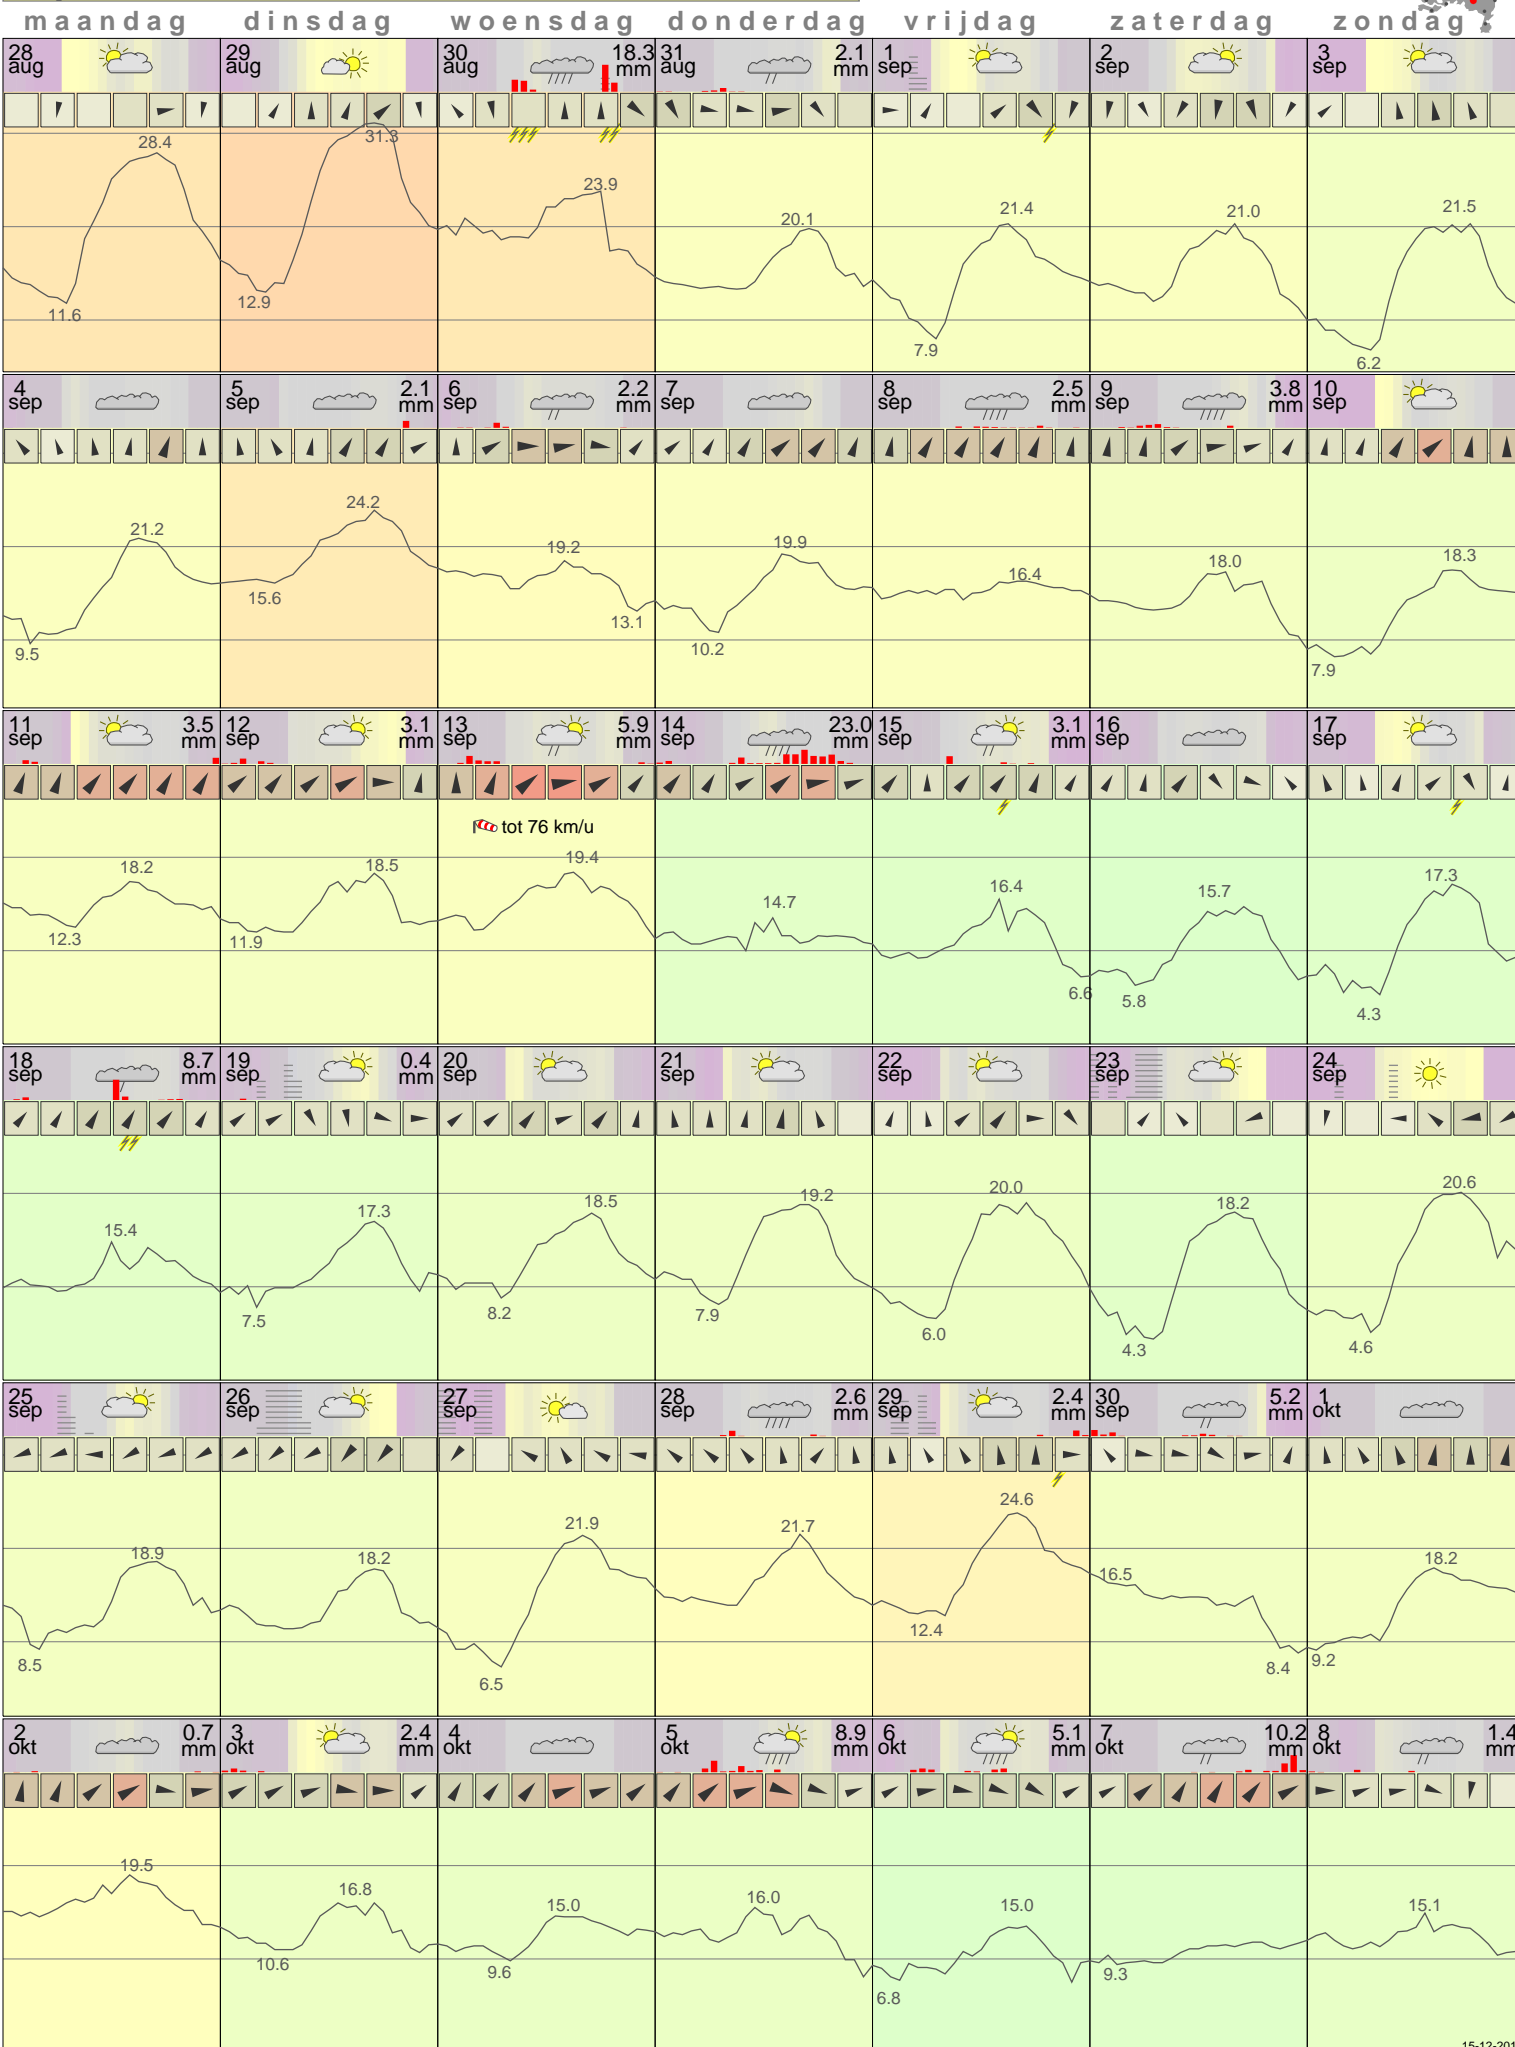 maandag dinsdag woensdag donderdag vrijdag zaterdag zondag
28 aug 29 aug 30 aug 18.3 mm 31 aug 2.1 mm 1 sep 2 sep 3 sep
28.4 31.3 23.9 20.1 21.4 21.0 21.5
11.6 12.9 7.9 6.2
4 sep 5 sep 2.1 mm 6 sep 2.2 mm 7 sep 8 sep 2.5 mm 9 sep 3.8 mm 10 sep
21.2 24.2 19.2 19.9 16.4 18.0 18.3
9.5 15.6 13.1 10.2 7.9
11 sep 3.5 mm 12 sep 3.1 mm 13 sep 5.9 mm 14 sep 23.0 mm 15 sep 3.1 mm 16 sep 17 sep
tot 76 km/u
18.2 18.5 19.4 14.7 16.4 15.7 17.3
12.3 11.9 6.6 5.8 4.3
18 sep 8.7 mm 19 sep 0.4 mm 20 sep 21 sep 22 sep 23 sep 24 sep
15.4 17.3 18.5 19.2 20.0 18.2 20.6
7.5 8.2 7.9 6.0 4.3 4.6
25 sep 26 sep 27 sep 28 sep 2.6 mm 29 sep 2.4 mm 30 sep 5.2 mm 1 okt
18.9 18.2 21.9 21.7 24.6 16.5 18.2
8.5 6.5 12.4 8.4 9.2
2 okt 0.7 mm 3 okt 2.4 mm 4 okt 5 okt 8.9 mm 6 okt 5.1 mm 7 okt 10.2 mm 8 okt 1.4 mm
19.5 16.8 15.0 16.0 15.0 15.1
10.6 9.6 6.8 9.3